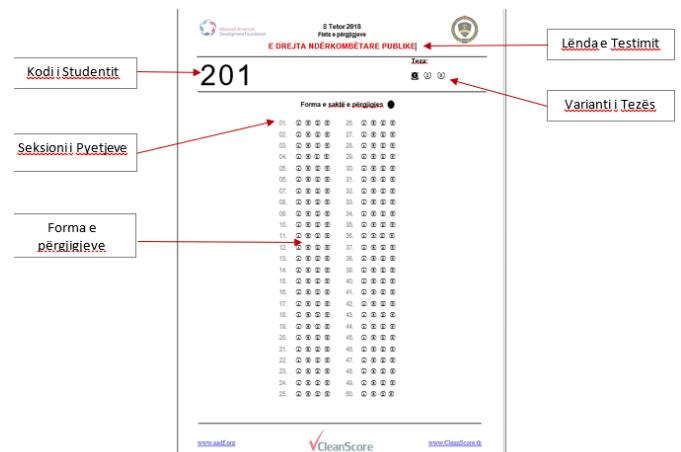 Albanian-American
Development Foundation
8 Tetor 2018
Fleta e përgjigjeve
E DREJTA NDËRKOMBËTARE PUBLIKE
Lënda e Testimit
Kodi i Studentit
201
Teza:
Varianti i Tezës
Forma e saktë e përgjigjes
Seksioni i Pyetjeve
Forma e
përgjigjeve
01. 26.
02. 27.
03. 28.
04. 29.
05. 30.
06. 31.
07. 32.
08. 33.
09. 34.
10. 35.
11. 36.
12. 37.
13. 38.
14. 39.
15. 40.
16. 41.
17. 42.
18. 43.
19. 44.
20. 45.
21. 46.
22. 47.
23. 48.
24. 49.
25. 50.
www.aadf.org
CleanScore
www.CleanScore.tk